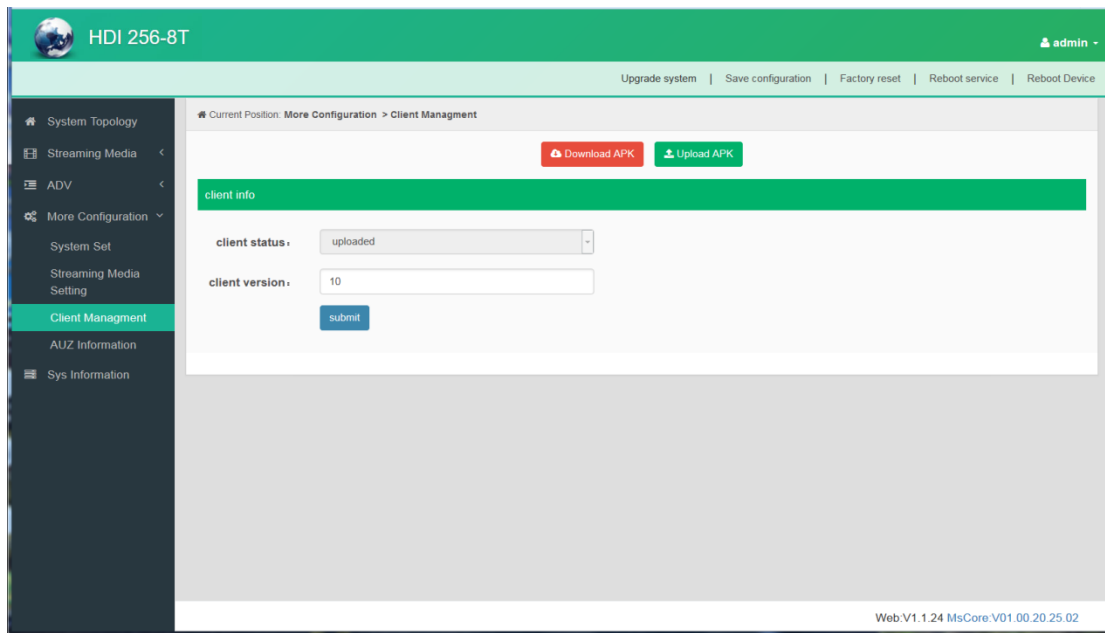 HDI 256-8T
admin
Upgrade system | Save configuration | Factory reset | Reboot service | Reboot Device
System Topology
Streaming Media
ADV
More Configuration
System Set
Streaming Media
Setting
Client Managment
AUZ Information
Sys Information
Current Position: More Configuration > Client Managment
Download APK
Upload APK
client info
client status:
uploaded
client version:
10
submit
Web:V1.1.24 MsCore:V01.00.20.25.02